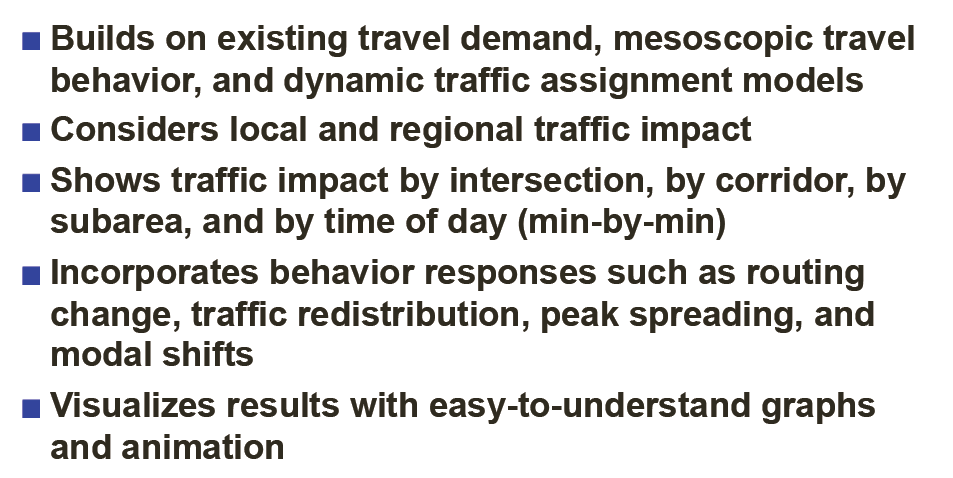 ■ Builds on existing travel demand, mesoscopic travel
behavior, and dynamic traffic assignment models
■ Considers local and regional traffic impact
■ Shows traffic impact by intersection, by corridor, by
subarea, and by time of day (min-by-min)
■ Incorporates behavior responses such as routing
change, traffic redistribution, peak spreading, and
modal shifts
■ Visualizes results with easy-to-understand graphs
and animation